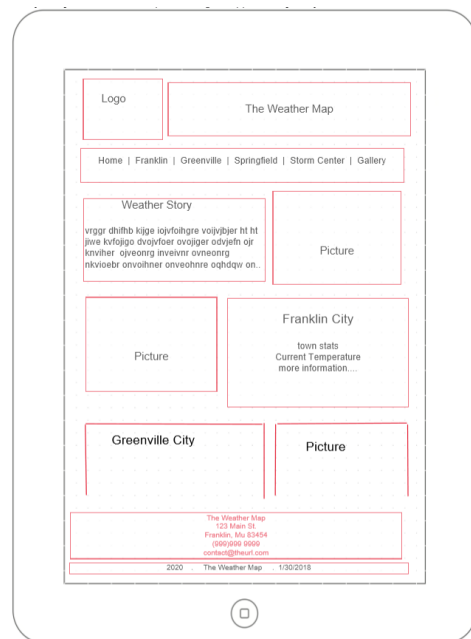 Logo
The Weather Map
Home | Franklin | Greenville | Springfield | Storm Center | Gallery
Weather Story
vrggr dhifhb kijge iojvfoihgre voijvjbjer ht ht
jiwe kvfojigo dvojvfoer ovojiger odvjefn ojr
knviher ojveonrg inveivnr ovneonrg
nkvioebr onvoihner onveohnre oqhdqw on..
Picture
Picture
Franklin City
town stats
Current Temperature
more information....
Greenville City
Picture
The Weather Map
123 Main St.
Franklin, Mu 83454
(999)999 9999
contact@theurl.com
2020 . The Weather Map . 1/30/2018